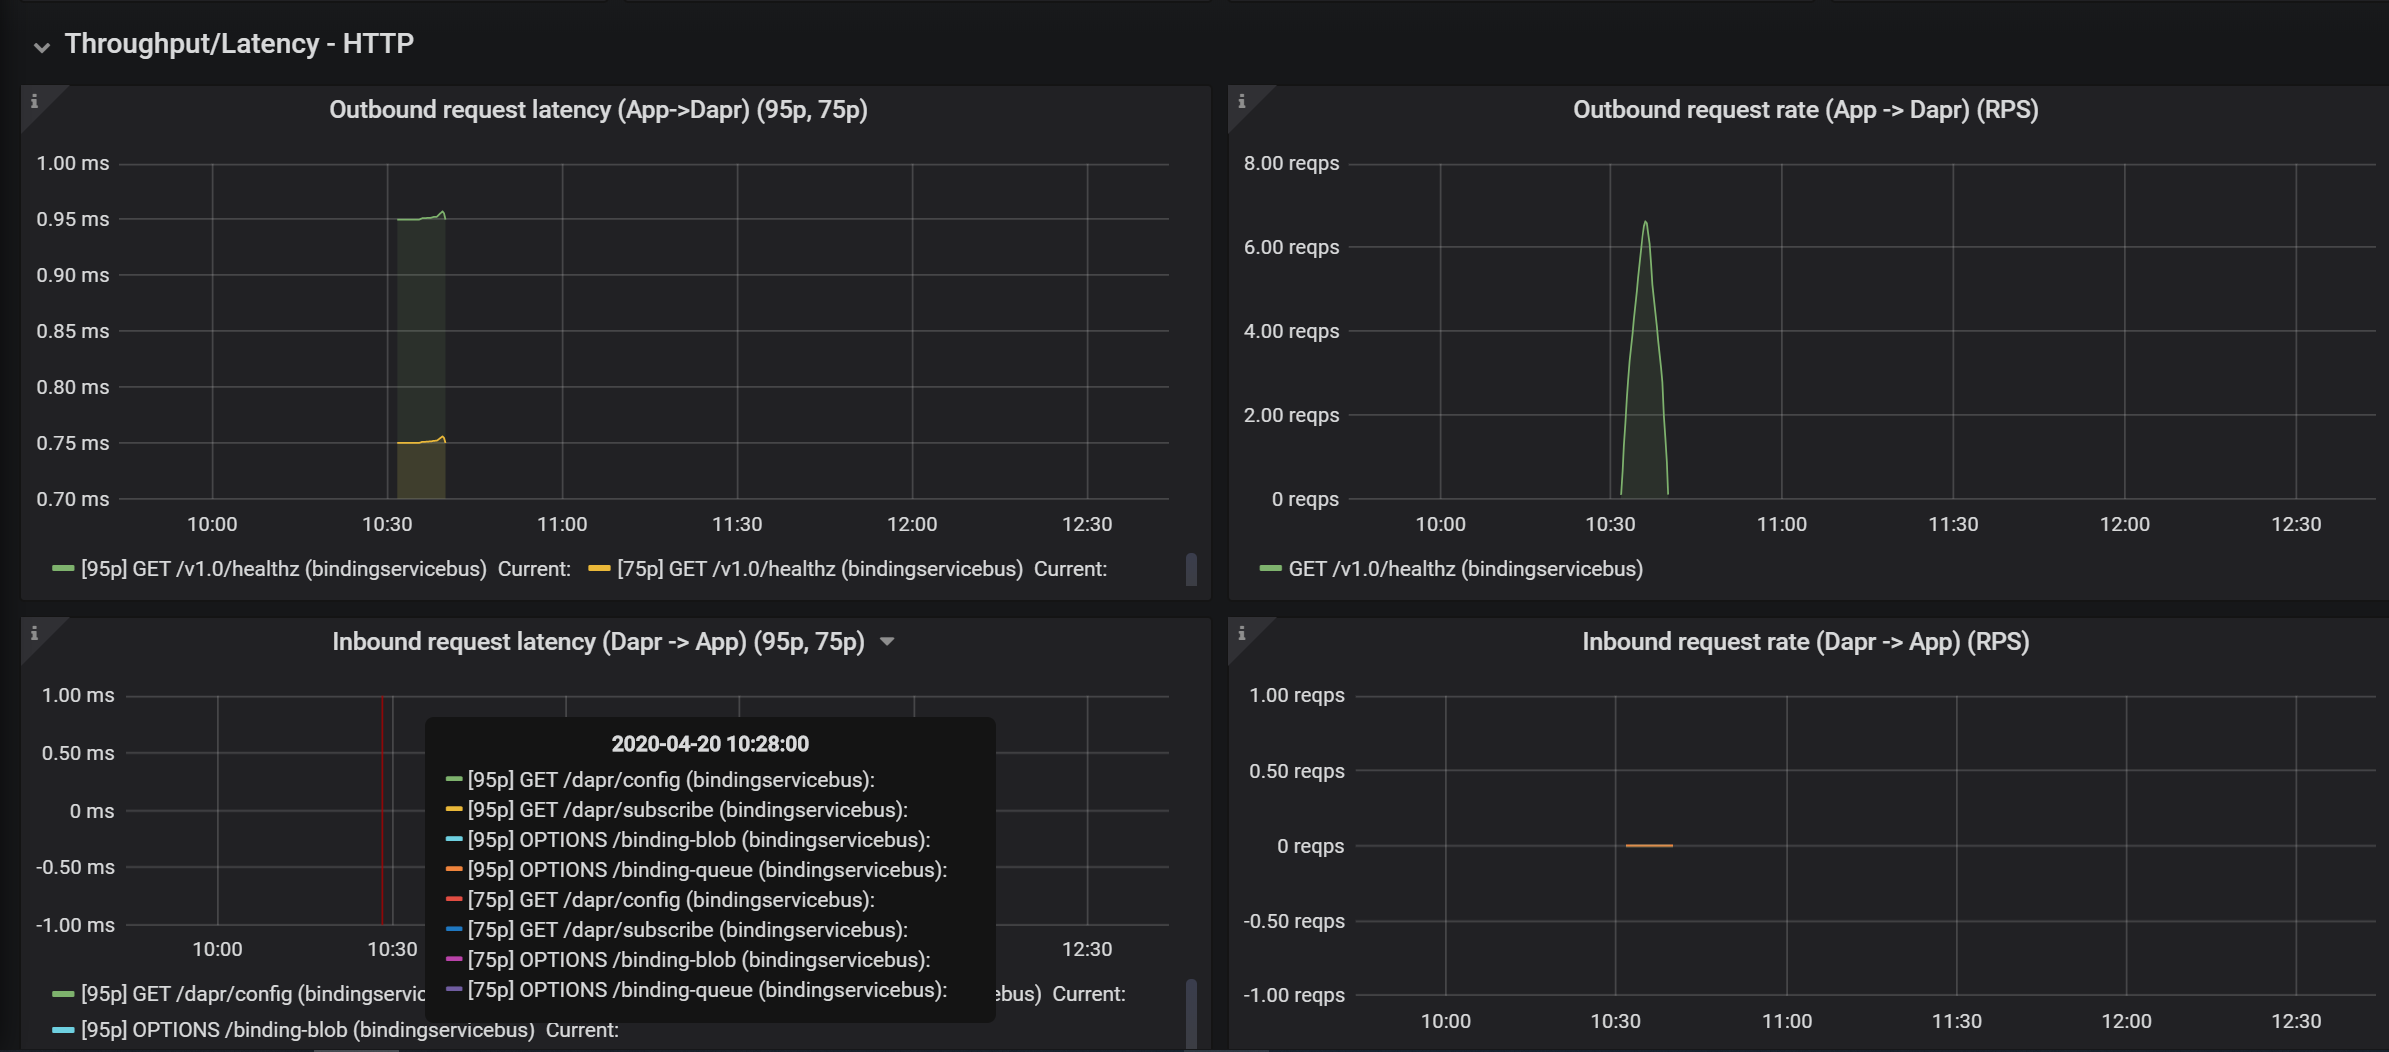 Throughput/Latency - HTTP
Outbound request latency (App->Dapr) (95p, 75p)
1.00 ms
0.95 ms
0.90 ms
0.85 ms
0.80 ms
0.75 ms
0.70 ms
10:00 10:30 11:00 11:30 12:00 12:30
[95p] GET /v1.0/healthz (bindingservicebus) Current: [75p] GET /v1.0/healthz (bindingservicebus) Current:
Outbound request rate (App -> Dapr) (RPS)
8.00 reqps
6.00 reqps
4.00 reqps
2.00 reqps
0 reqps
10:00 10:30 11:00 11:30 12:00 12:30
GET /v1.0/healthz (bindingservicebus)
Inbound request latency (Dapr -> App) (95p, 75p)
1.00 ms
0.50 ms
0 ms
-0.50 ms
-1.00 ms
10:00 10:30 12:30
2020-04-20 10:28:00
[95p] GET /dapr/config (bindingservicebus):
[95p] GET /dapr/subscribe (bindingservicebus):
[95p] OPTIONS /binding-blob (bindingservicebus):
[95p] OPTIONS /binding-queue (bindingservicebus):
[75p] GET /dapr/config (bindingservicebus):
[75p] GET /dapr/subscribe (bindingservicebus):
[75p] OPTIONS /binding-blob (bindingservicebus):
[75p] OPTIONS /binding-queue (bindingservicebus):
[95p] GET /dapr/config (bindingservic ebus) Current:
[95p] OPTIONS /binding-blob (bindingservicebus) Current:
Inbound request rate (Dapr -> App) (RPS)
1.00 reqps
0.50 reqps
0 reqps
-0.50 reqps
-1.00 reqps
10:00 10:30 11:00 11:30 12:00 12:30